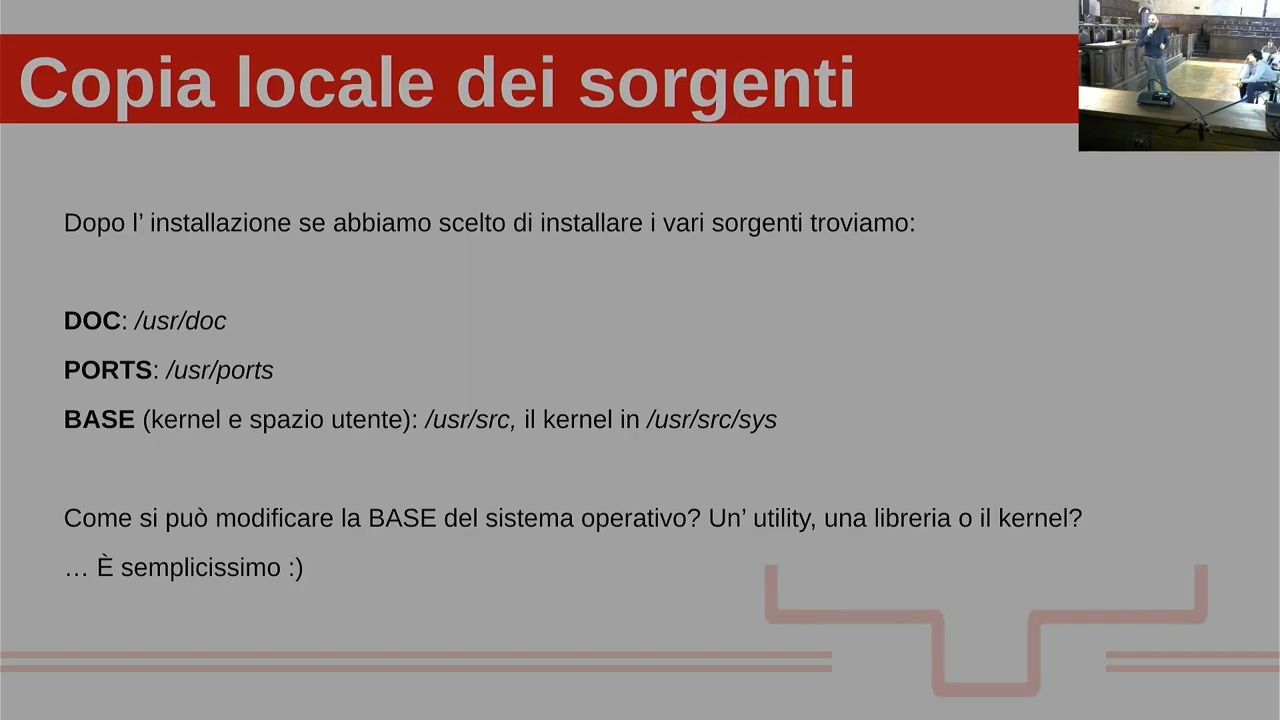 Copia locale dei sorgenti
Dopo l’ installazione se abbiamo scelto di installare i vari sorgenti troviamo:
DOC: /usr/doc
PORTS: /usr/ports
BASE (kernel e spazio utente): /usr/src, il kernel in /usr/src/sys
Come si può modificare la BASE del sistema operativo? Un’ utility, una libreria o il kernel?
… È semplicissimo :)